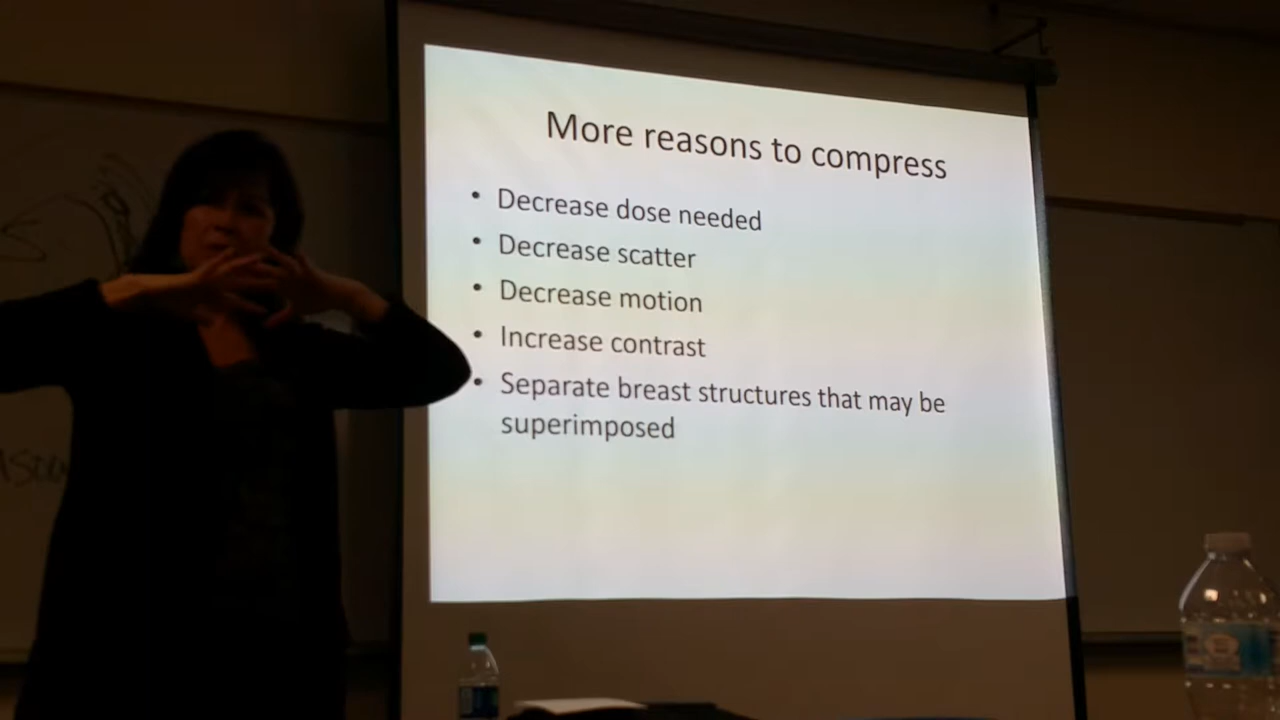 More reasons to compress
• Decrease dose needed
• Decrease scatter
• Decrease motion
• Increase contrast
• Separate breast structures that may be
superimposed